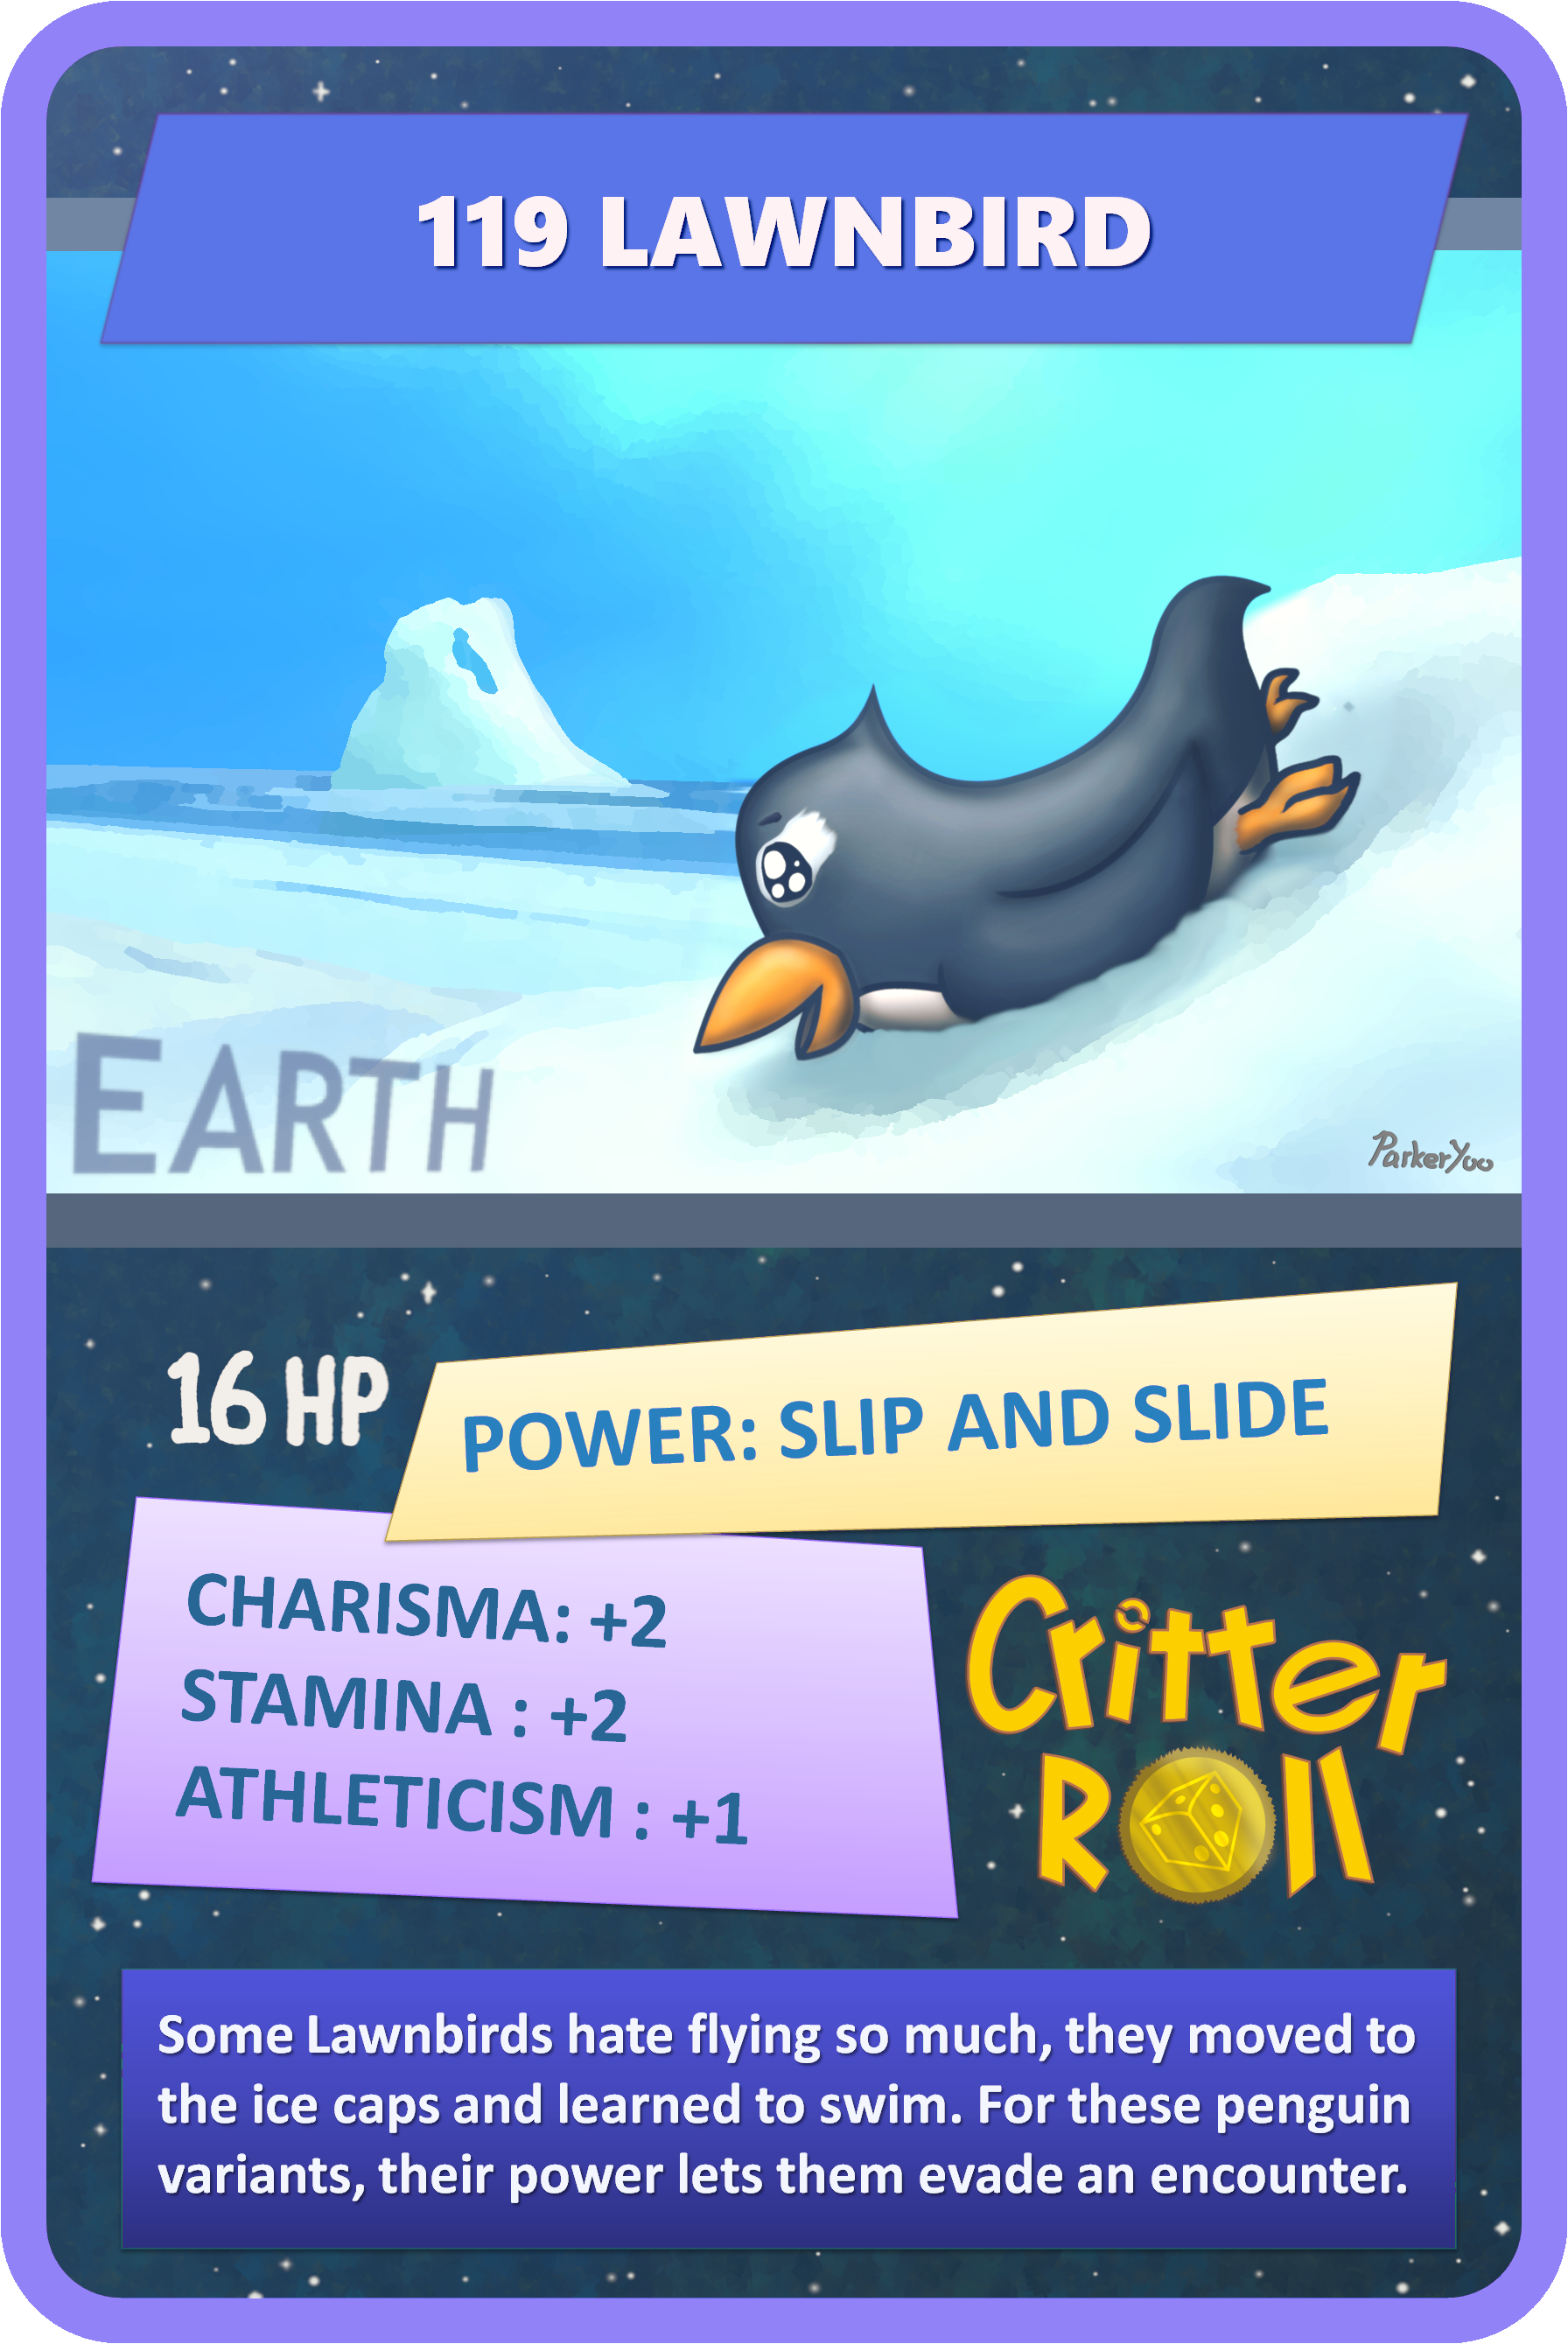 119 LAWNBIRD
EARTH
ParkerYoo
16 HP
POWER: SLIP AND SLIDE
CHARISMA: +2
STAMINA : +2
ATHLETICISM : +1
Critter
Roll
Some Lawnbirds hate flying so much, they moved to
the ice caps and learned to swim. For these penguin
variants, their power lets them evade an encounter.